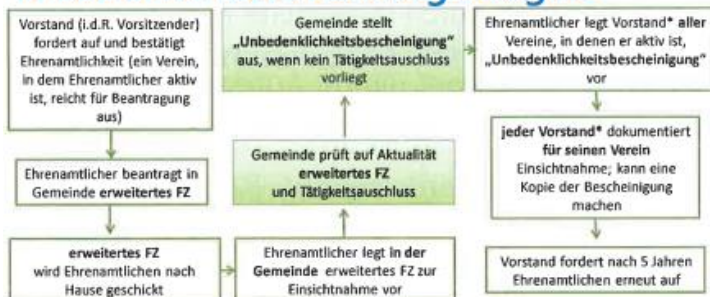 Vorstand (i.d.R. Vorsitzender)
fordert auf und bestätigt
Ehrenamtlichkeit (ein Verein,
in dem Ehrenamtlicher aktiv
ist, reicht für Beantragung
aus)
Ehrenamtlicher beantragt in
Gemeinde erweitertes FZ
erweitertes FZ
wird Ehrenamtlichen nach
Hause geschickt
Ehrenamtlicher legt in der
Gemeinde erweitertes FZ zur
Einsichtnahme vor
Gemeinde prüft auf Aktualität
erweitertes FZ
und Tätigkeitsauschluss
Gemeinde stellt
„Unbedenklichkeitsbescheinigung“
aus, wenn kein Tätigkeitsauschluss
vorliegt
Ehrenamtlicher legt Vorstand* aller
Vereine, in denen er aktiv ist,
„Unbedenklichkeitsbescheinigung“
vor
jeder Vorstand* dokumentiert
für seinen Verein
Einsichtnahme; kann eine
Kopie der Bescheinigung
machen
Vorstand fordert nach 5 Jahren
Ehrenamtlichen erneut auf